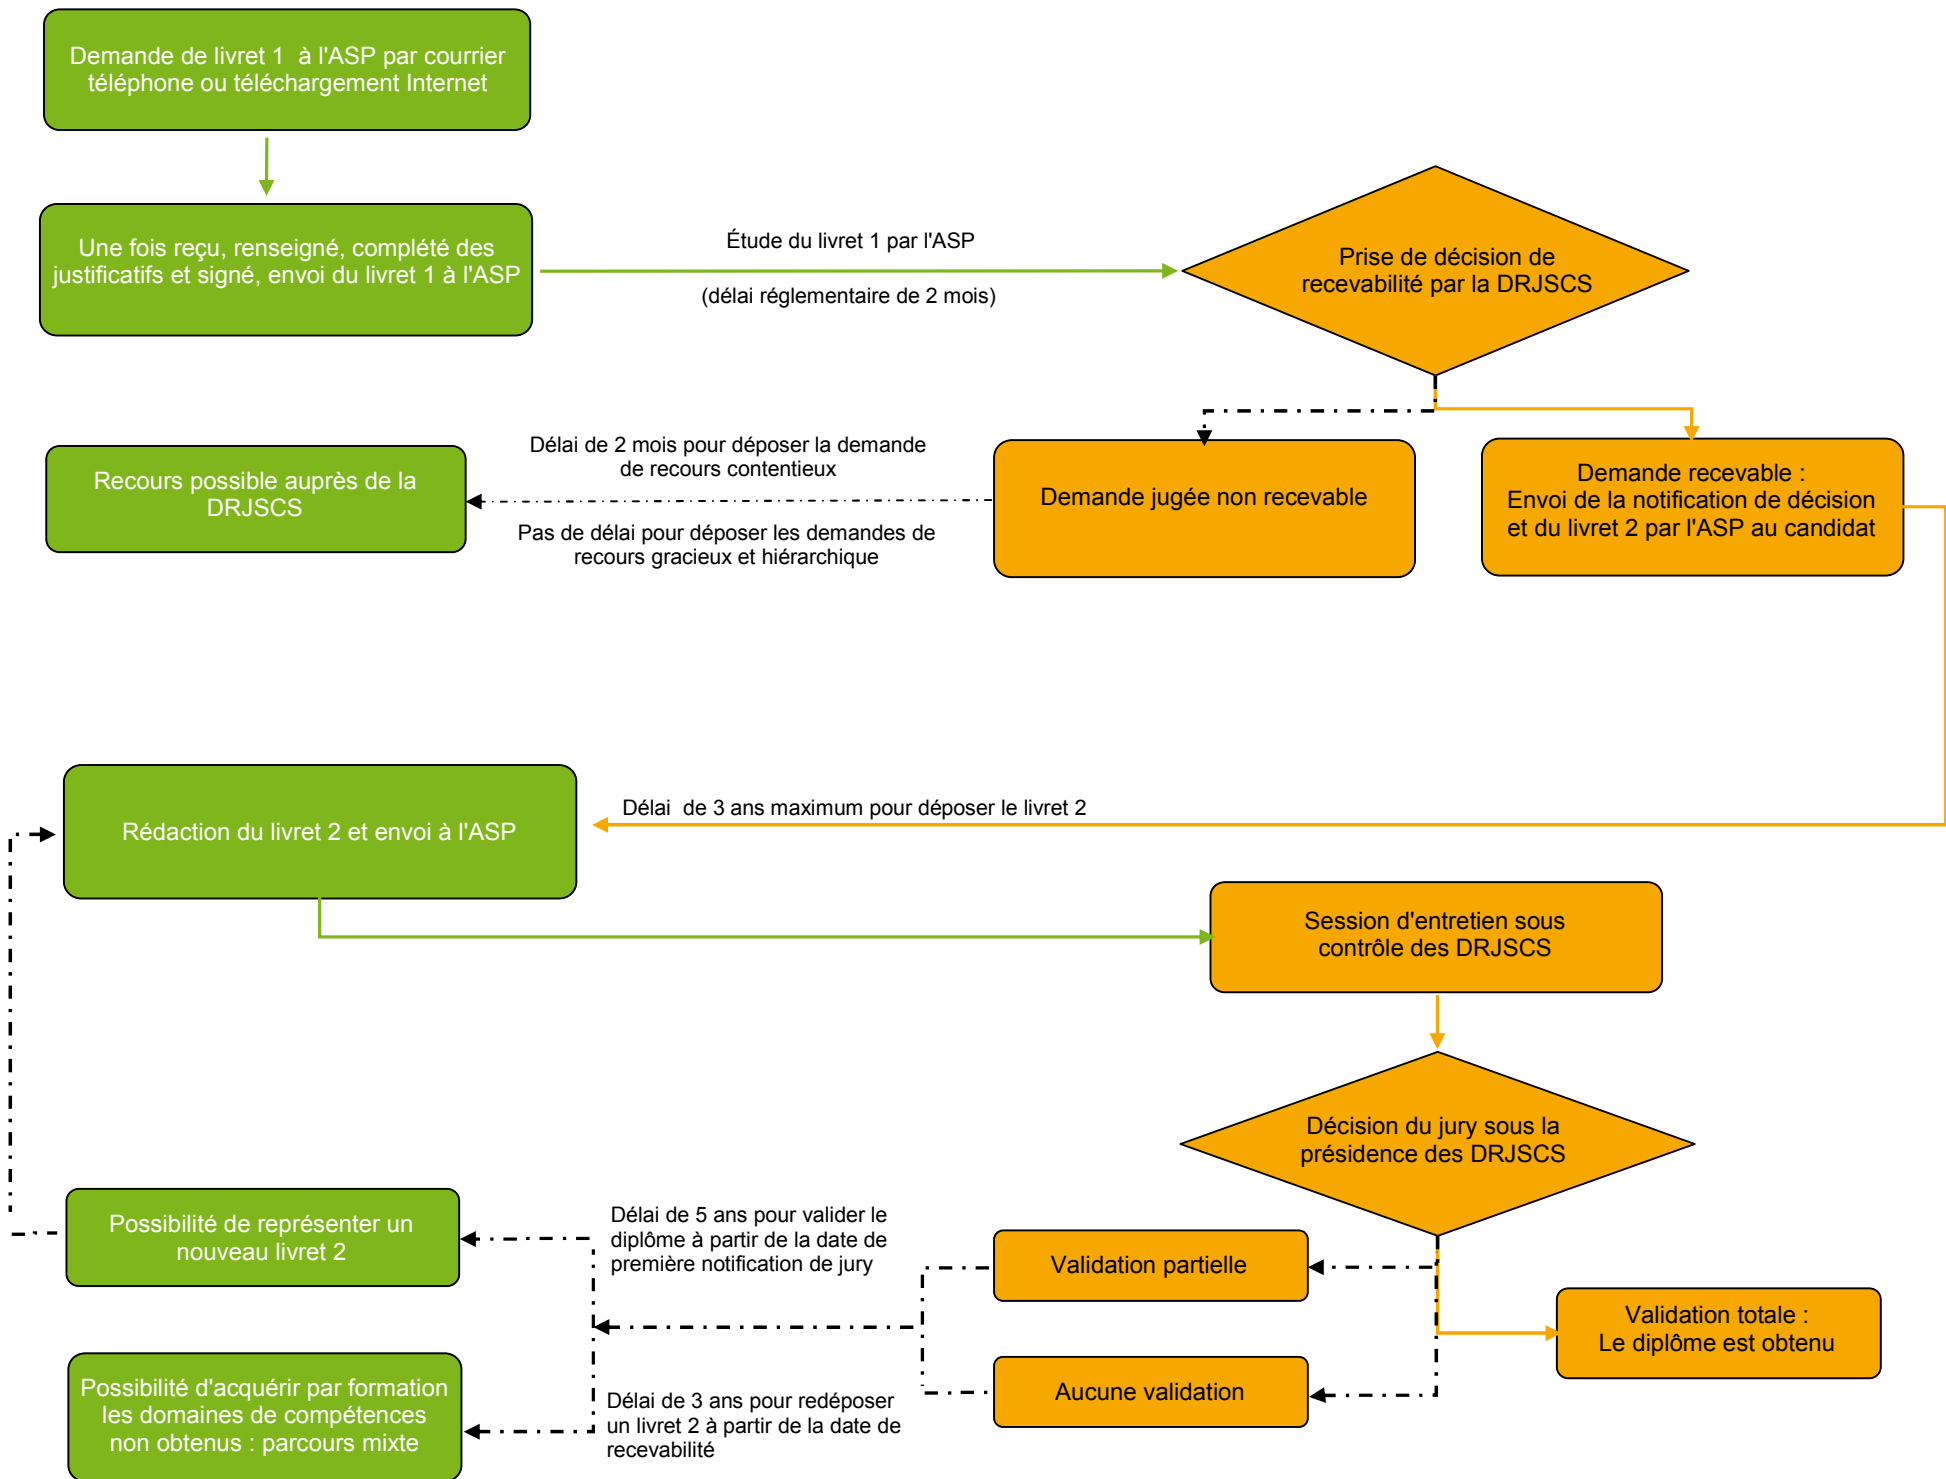 Demande de livret 1  à l'ASP par courrier
téléphone ou téléchargement Internet
Une fois reçu, renseigné, complété des
justificatifs et signé, envoi du livret 1 à l'ASP
Étude du livret 1 par l'ASP
(délai réglementaire de 2 mois)
Prise de décision de
recevabilité par la DRJSCS
Recours possible auprès de la
DRJSCS
Délai de 2 mois pour déposer la demande
de recours contentieux
Pas de délai pour déposer les demandes de
recours gracieux et hiérarchique
Demande jugée non recevable
Demande recevable :
Envoi de la notification de décision
et du livret 2 par l'ASP au candidat
Rédaction du livret 2 et envoi à l'ASP
Délai  de 3 ans maximum pour déposer le livret 2
Session d'entretien sous
contrôle des DRJSCS
Décision du jury sous la
présidence des DRJSCS
Possibilité de représenter un
nouveau livret 2
Délai de 5 ans pour valider le
diplôme à partir de la date de
première notification de jury
Validation partielle
Validation totale :
Le diplôme est obtenu
Possibilité d'acquérir par formation
les domaines de compétences
non obtenus : parcours mixte
Délai de 3 ans pour redéposer
un livret 2 à partir de la date de
recevabilité
Aucune validation